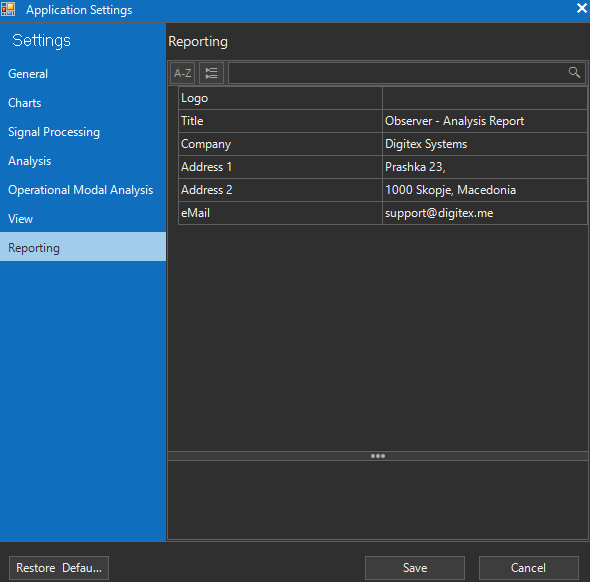 Application Settings
Settings
General
Charts
Signal Processing
Analysis
Operational Modal Analysis
View
Reporting
Reporting
A-Z
Logo
Title Observer - Analysis Report
Company Digitex Systems
Address 1 Prashka 23,
Address 2 1000 Skopje, Macedonia
eMail support@digitex.me
Restore Defau...
Save
Cancel